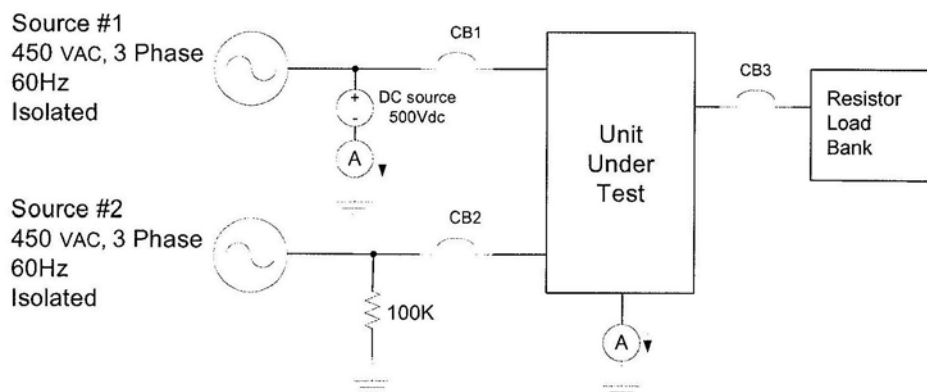 Source #1
450 VAC, 3 Phase
60Hz
Isolated
CB1
+
-
DC source
500Vdc
A
Unit
Under
Test
CB3
Resistor
Load
Bank
Source #2
450 VAC, 3 Phase
60Hz
Isolated
CB2
100K
A